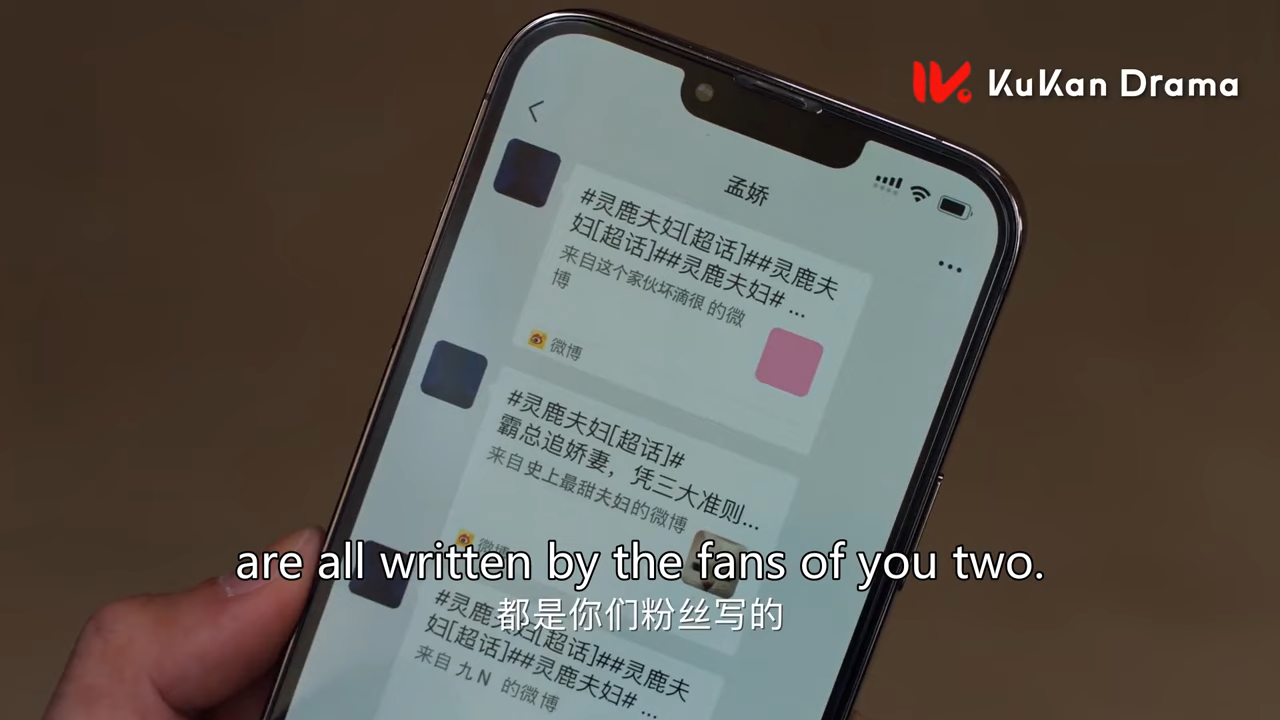 KuKan Drama
孟娇
#灵鹿夫妇[超话]##灵鹿夫
妇[超话]##灵鹿夫妇# ...
来自这个家伙坏滴很 的微
博
微博
#灵鹿夫妇[超话]#
霸总追娇妻，凭三大准则...
来自史上最甜夫妇的微博
微博
are all written by the fans of you two.
都是你们粉丝写的
#灵鹿夫妇[超话]##灵鹿夫
妇[超话]##灵鹿夫妇# ...
来自 九N 的微博